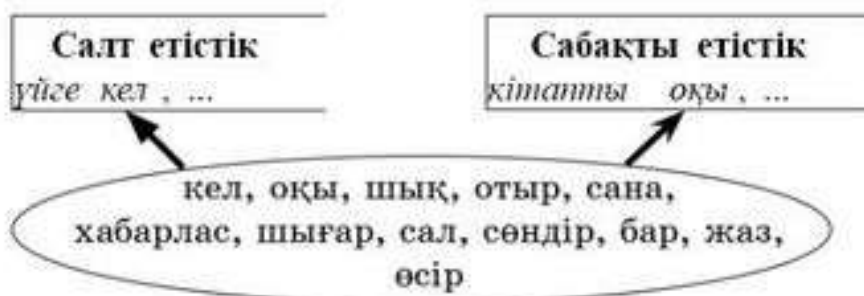 Салт етістік
үйге кел , ...
Сабақты етістік
кітапты оқы , ...
кел, оқы, шық, отыр, сана,
хабарлас, шығар, сал, сөндір, бар, жаз,
өсір